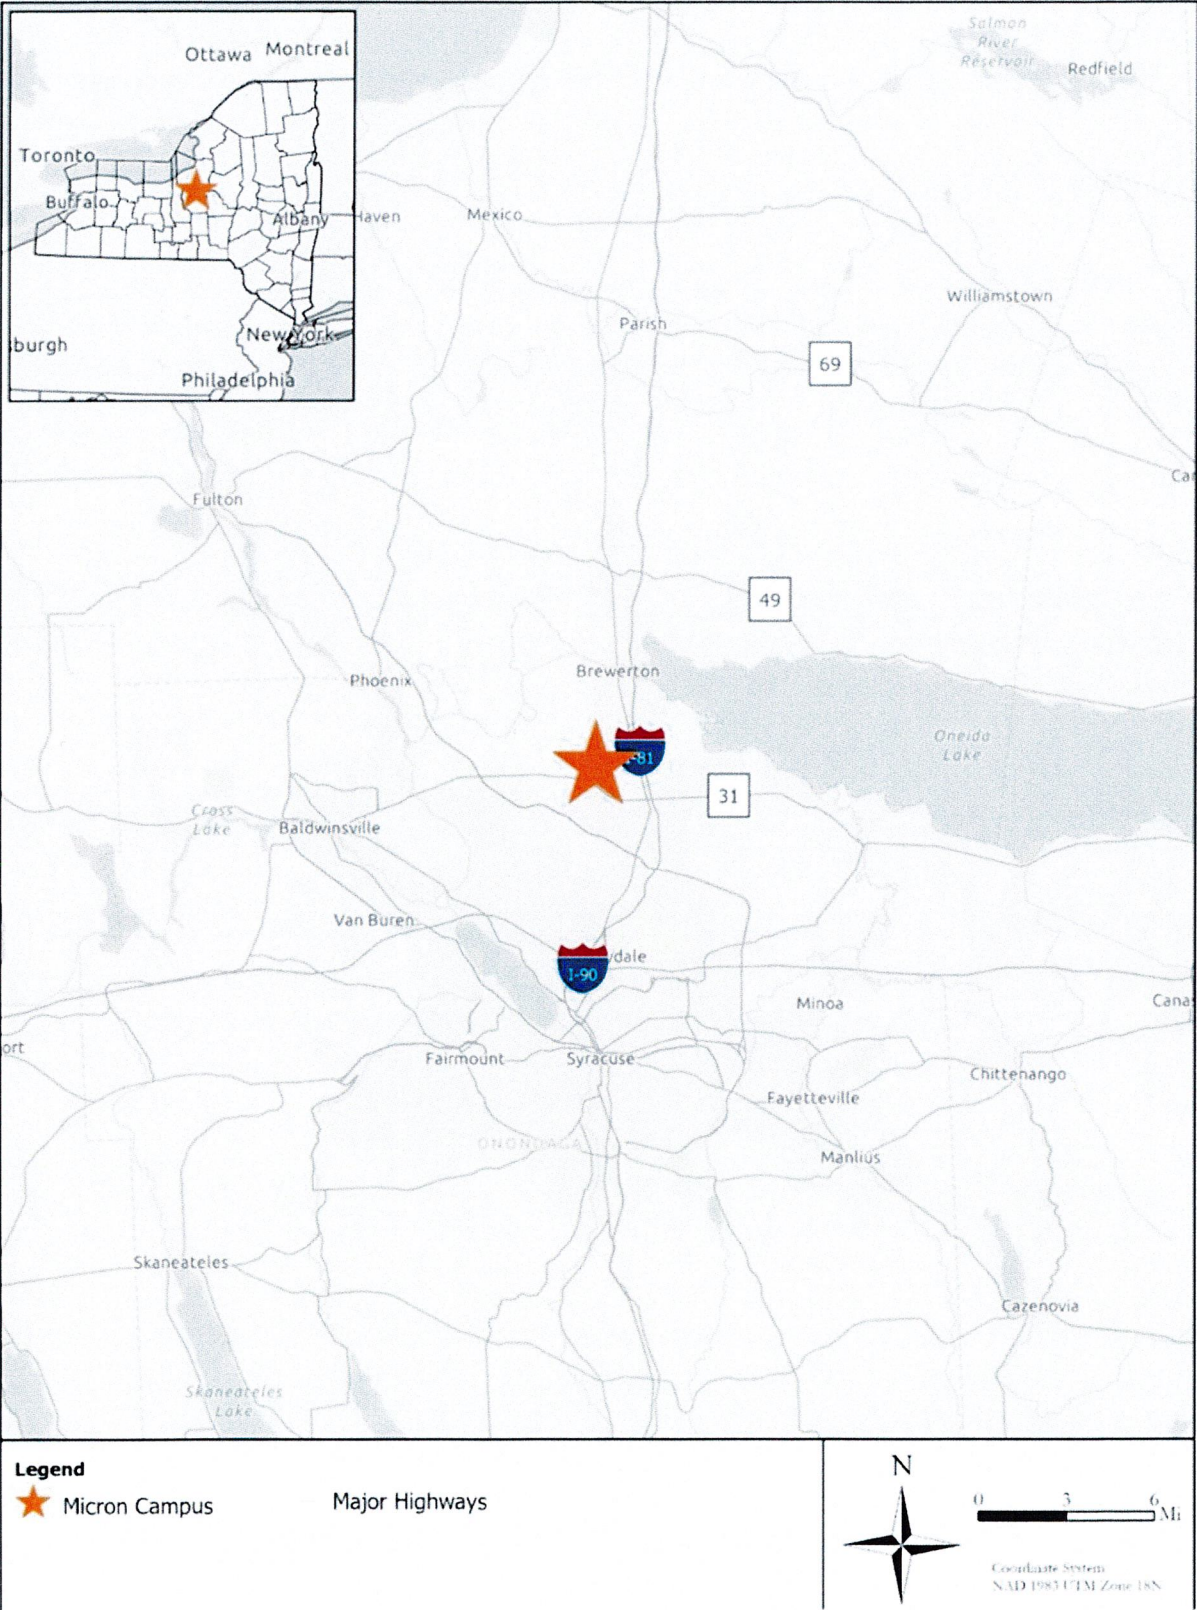 Ottawa Montreal
Toronto
Buffalo
Albany
New York
sburgh
Philadelphia
Salmon
River
Reservoir
Redfield
Haven
Mexico
Williamstown
Parish
69
Fulton
49
Brewerton
Phoenix
Oneida
Lake
I-81
31
Cross
Lake
Baldwinsville
Van Buren
I-90
dale
Minoa
Cana
ort
Fairmount
Syracuse
Chittenango
Fayetteville
ONONDAGA
Manlius
Skaneateles
Cazenovia
Skaneateles
Lake
Legend
Micron Campus
Major Highways
N
0 3 6
Mi
Coordinate System
NAD 1983 UTM Zone 18N